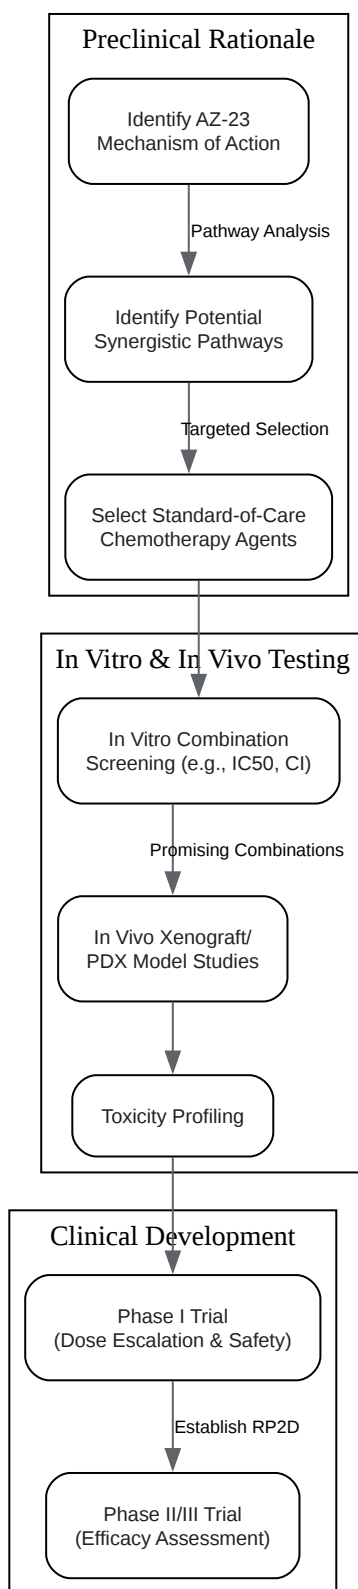 Preclinical Rationale
Identify AZ-23
Mechanism of Action
Pathway Analysis
Identify Potential
Synergistic Pathways
Targeted Selection
Select Standard-of-Care
Chemotherapy Agents
In Vitro & In Vivo Testing
In Vitro Combination
Screening (e.g., IC50, CI)
Promising Combinations
In Vivo Xenograft/
PDX Model Studies
Toxicity Profiling
Clinical Development
Phase I Trial
(Dose Escalation & Safety)
Establish RP2D
Phase II/III Trial
(Efficacy Assessment)